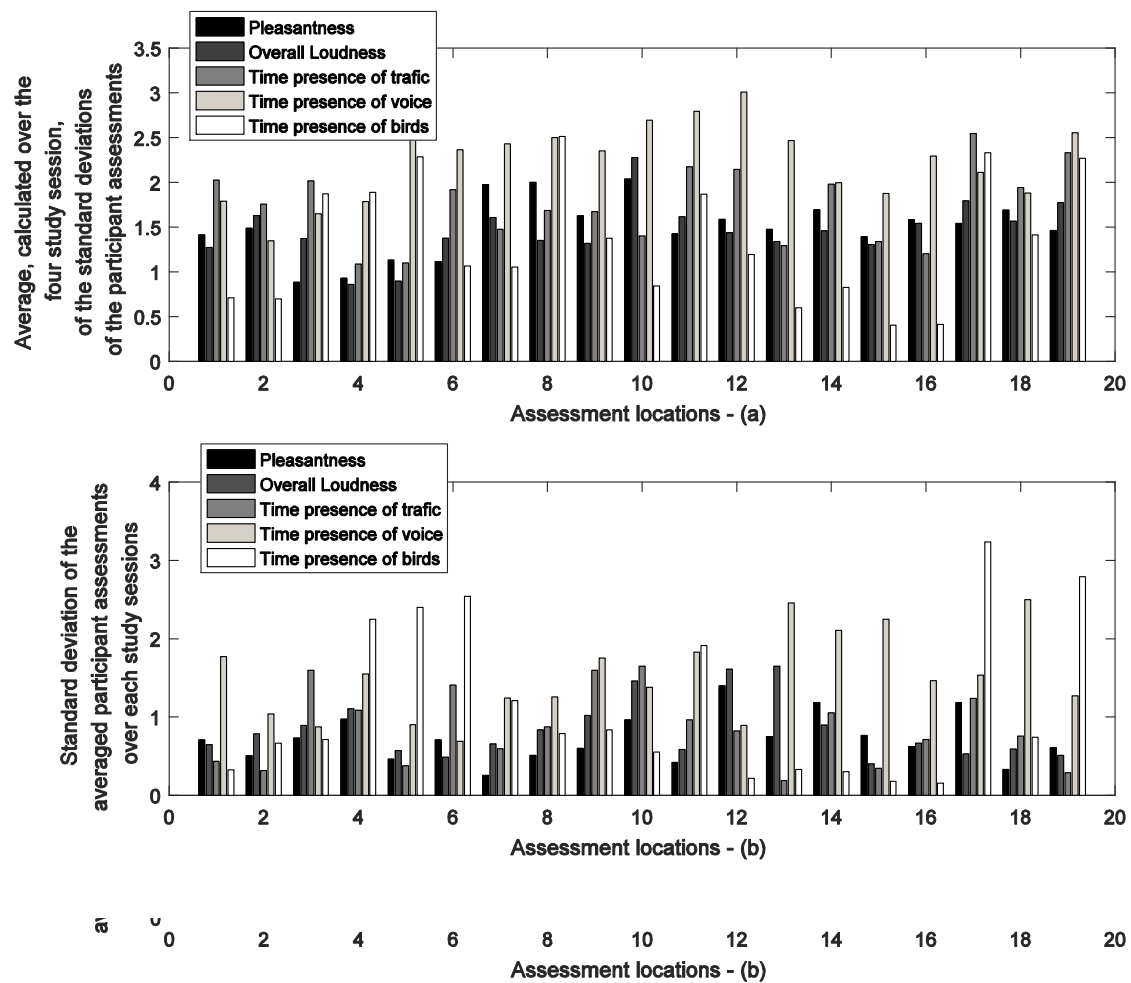 Pleasantness
Overall Loudness
Time presence of trafic
Time presence of voice
Time presence of birds
Average, calculated over the
four study session,
of the standard deviations
of the participant assessments
3.5
3
2.5
2
1.5
1
0.5
0
0 2 4 6 8 10 12 14 16 18 20
Assessment locations - (a)
Pleasantness
Overall Loudness
Time presence of trafic
Time presence of voice
Time presence of birds
Standard deviation of the
averaged participant assessments
over each study sessions
4
3
2
1
0
0 2 4 6 8 10 12 14 16 18 20
Assessment locations - (b)
0 2 4 6 8 10 12 14 16 18 20
Assessment locations - (b)